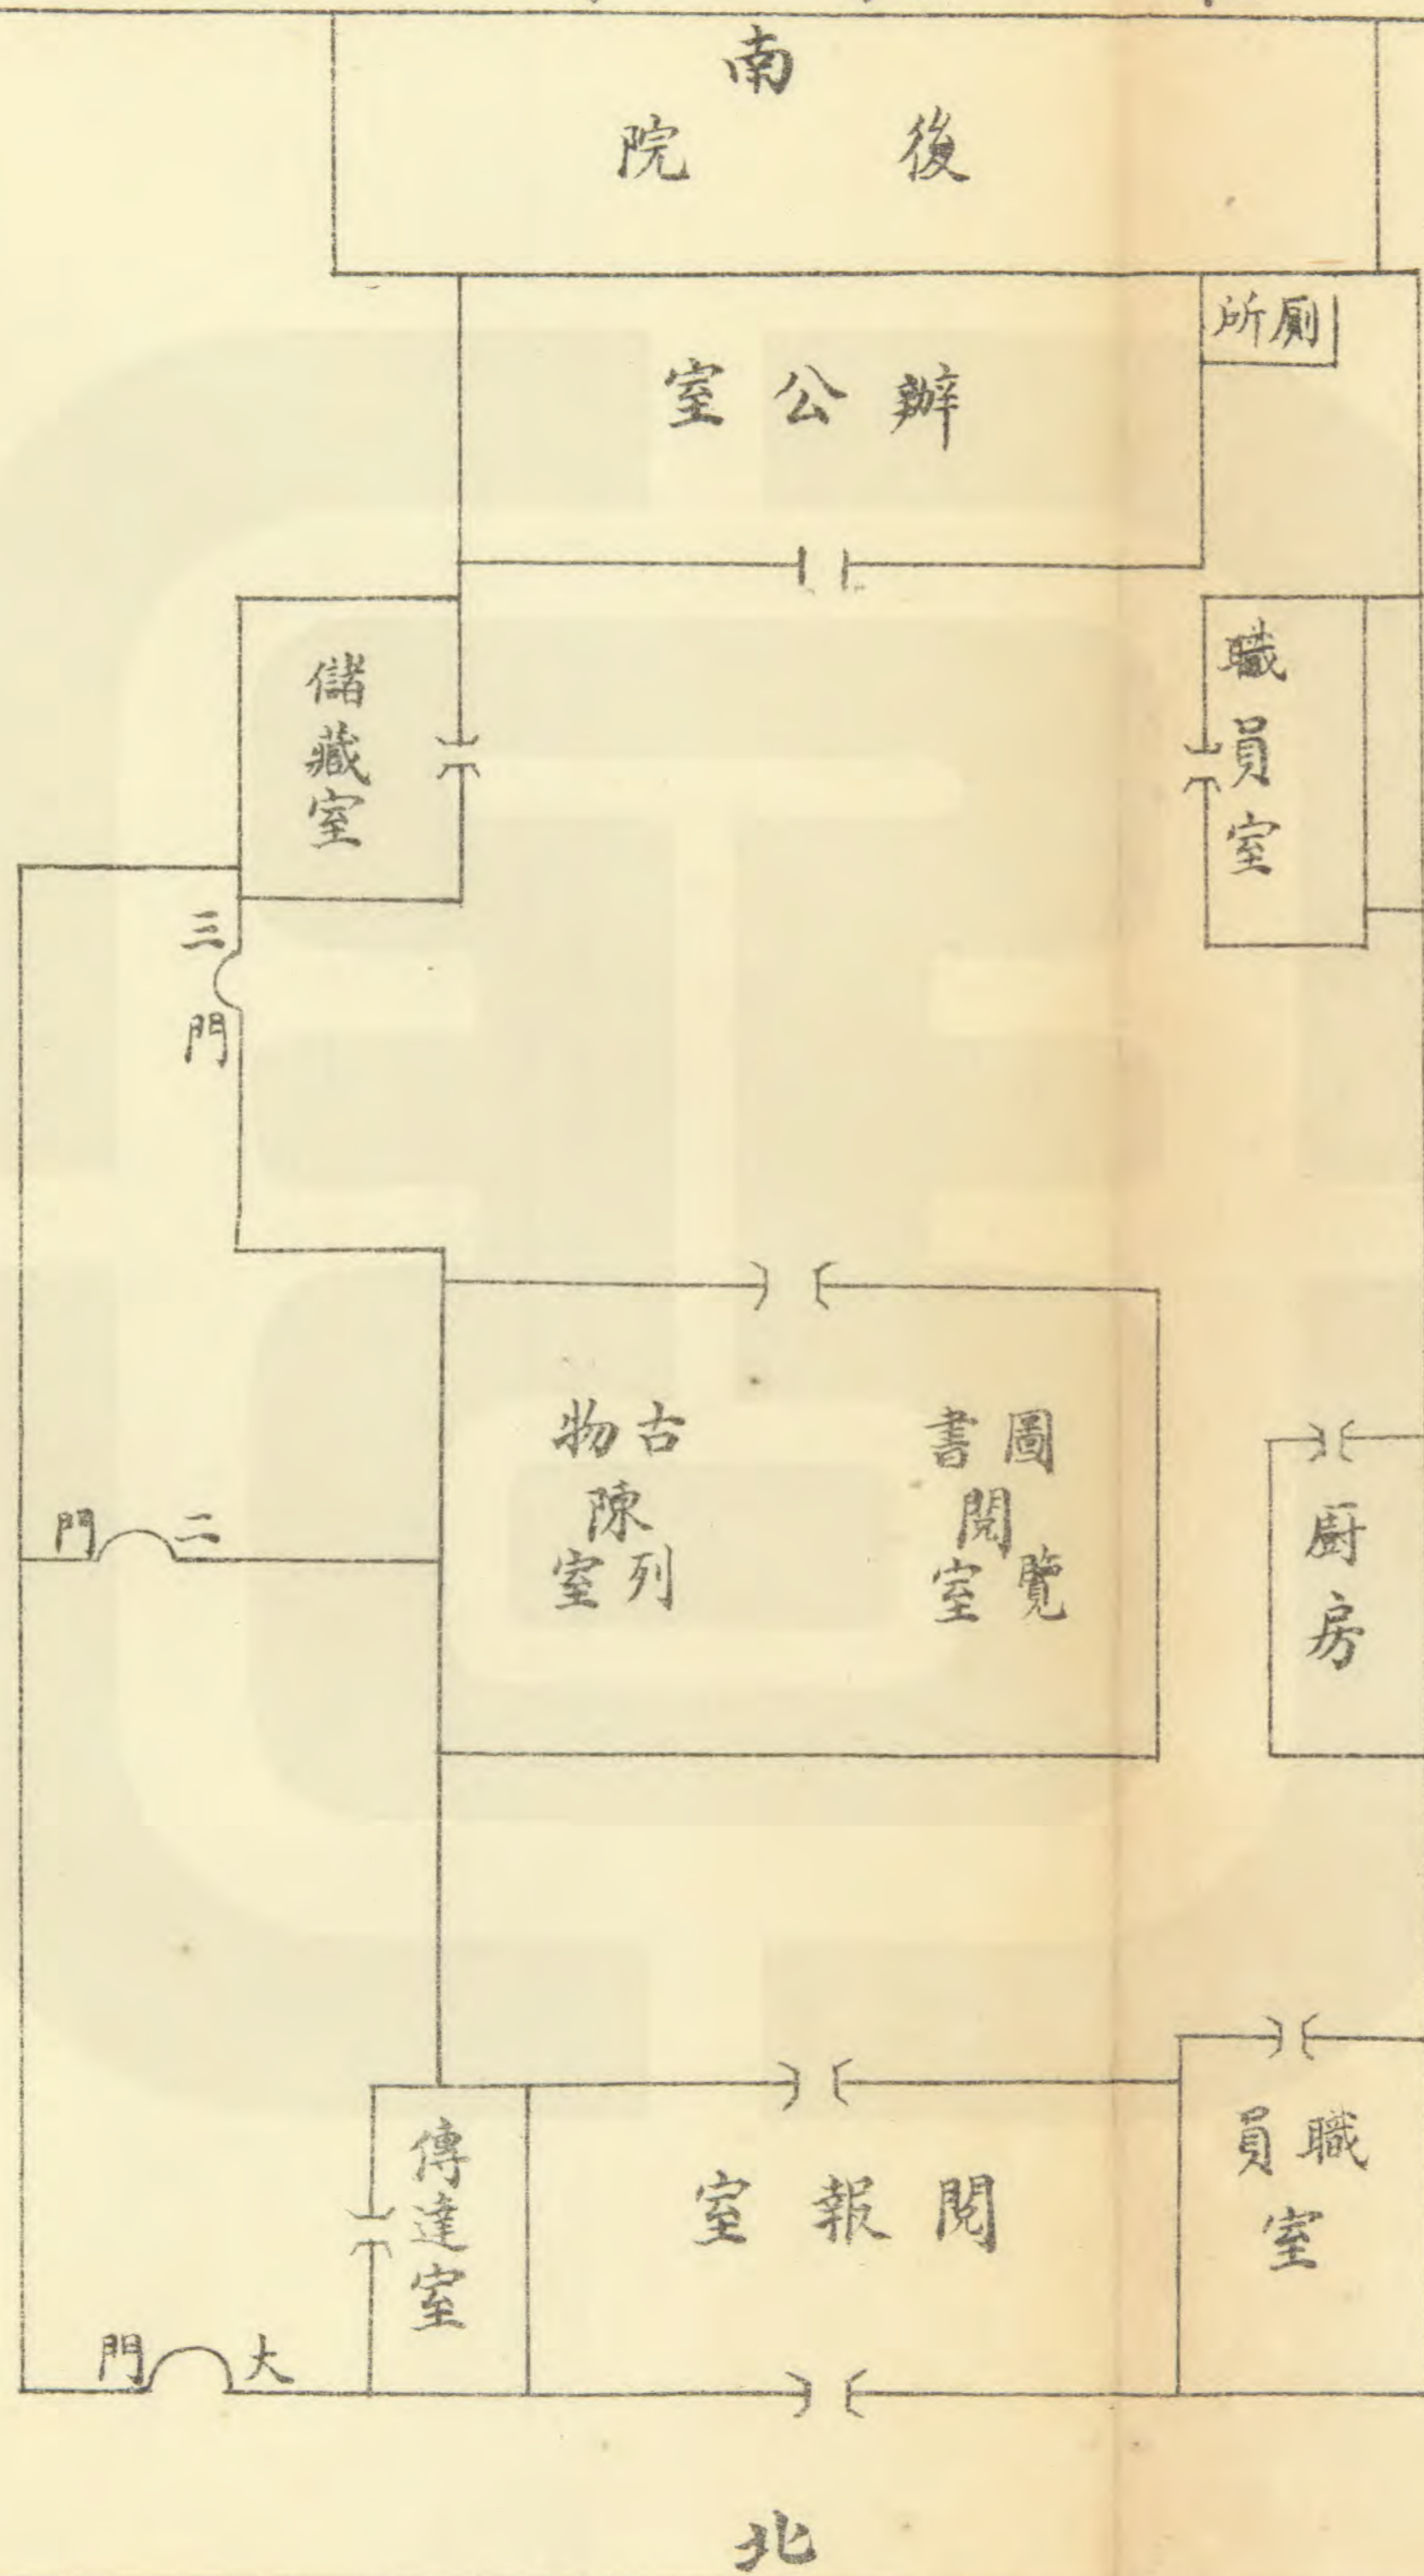 南
後院
廁所
辦公室
職員室
儲藏室
三門
圖書閱覽室
古物陳列室
廚房
二門
職員室
閱報室
傳達室
大門
北